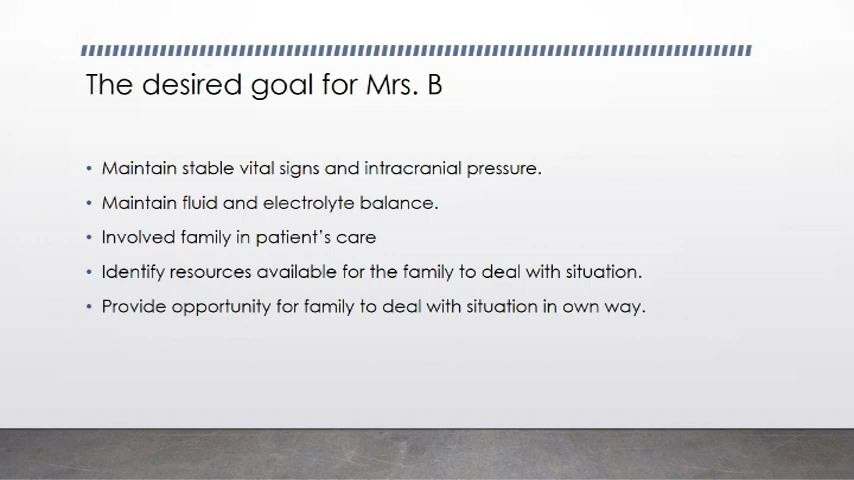 The desired goal for Mrs. B
• Maintain stable vital signs and intracranial pressure.
• Maintain fluid and electrolyte balance.
• Involved family in patient's care
• Identify resources available for the family to deal with situation.
• Provide opportunity for family to deal with situation in own way.